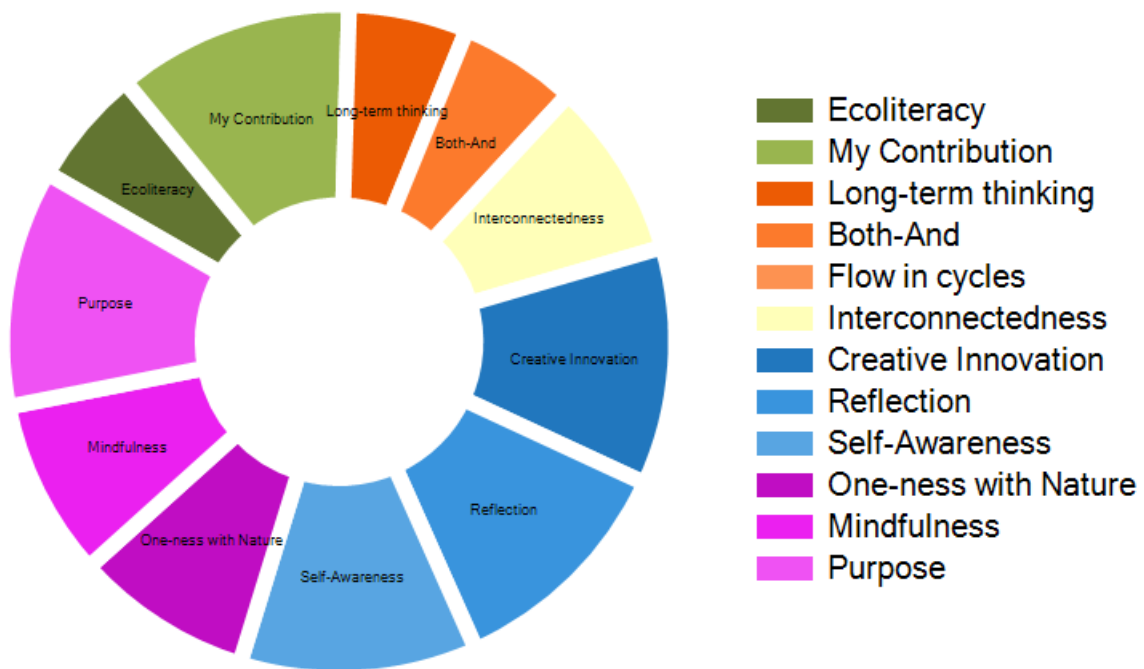 My Contribution
Long-term thinking
Both-And
Ecoliteracy
Interconnectedness
Purpose
Creative Innovation
Mindfulness
Reflection
One-ness with Nature
Self-Awareness
Ecoliteracy
My Contribution
Long-term thinking
Both-And
Flow in cycles
Interconnectedness
Creative Innovation
Reflection
Self-Awareness
One-ness with Nature
Mindfulness
Purpose